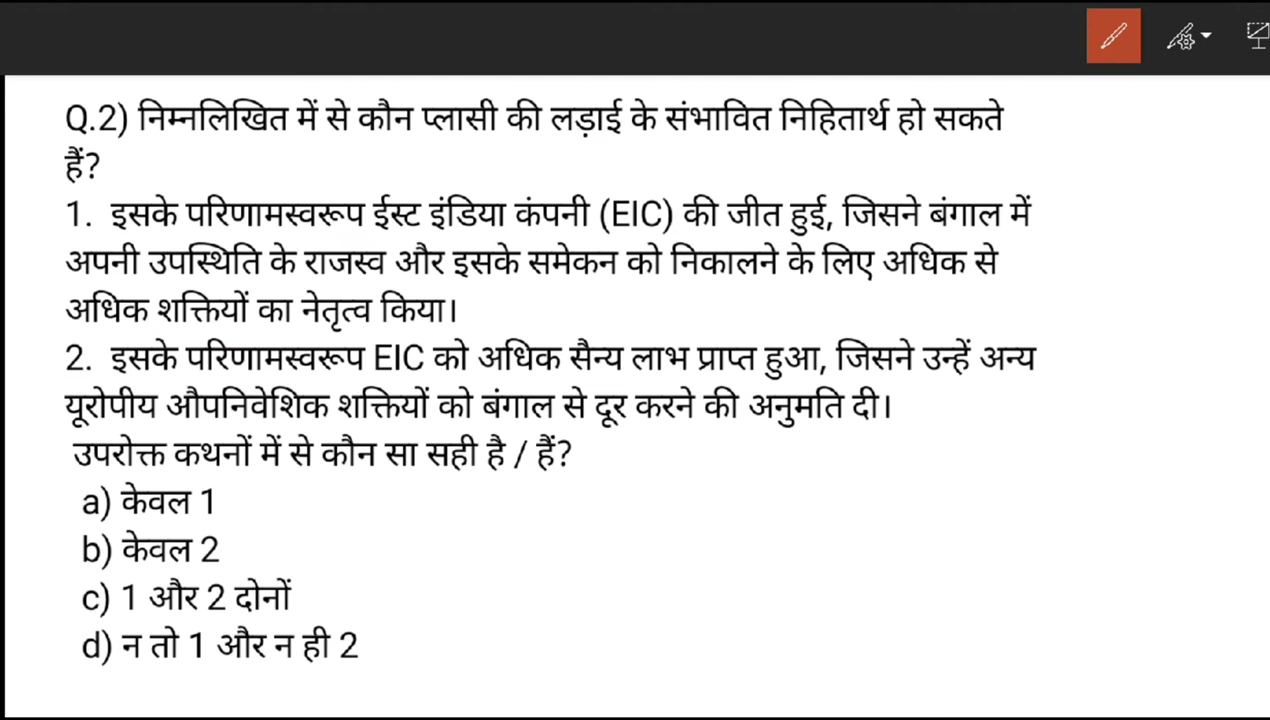 Q.2) निम्नलिखित में से कौन प्लासी की लड़ाई के संभावित निहितार्थ हो सकते
हैं?
1. इसके परिणामस्वरूप ईस्ट इंडिया कंपनी (EIC) की जीत हुई, जिसने बंगाल में
अपनी उपस्थिति के राजस्व और इसके समेकन को निकालने के लिए अधिक से
अधिक शक्तियों का नेतृत्व किया।
2. इसके परिणामस्वरूप EIC को अधिक सैन्य लाभ प्राप्त हुआ, जिसने उन्हें अन्य
यूरोपीय औपनिवेशिक शक्तियों को बंगाल से दूर करने की अनुमति दी।
उपरोक्त कथनों में से कौन सा सही है / हैं?
a) केवल 1
b) केवल 2
c) 1 और 2 दोनों
d) न तो 1 और न ही 2